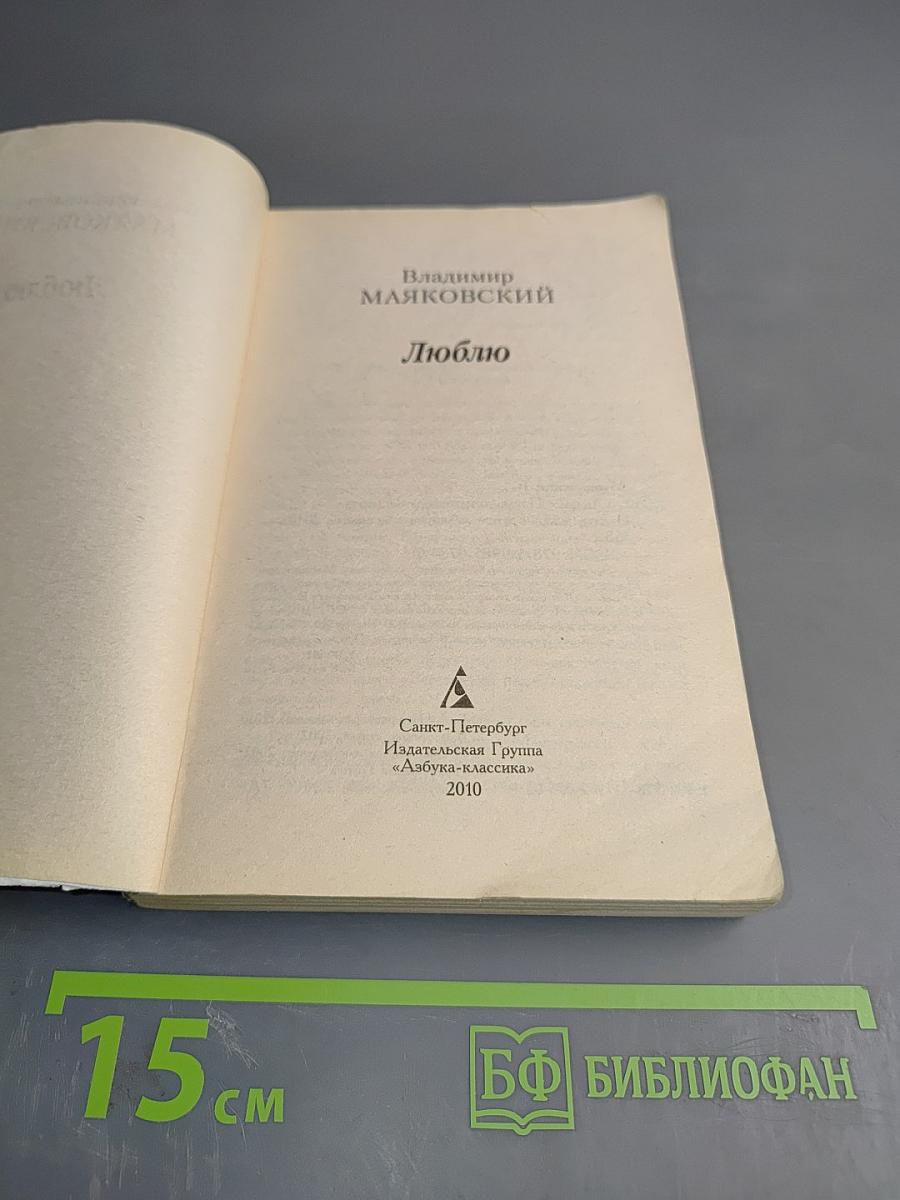 Владимир
МАЯКОВСКИЙ
Люблю
Санкт-Петербург
Издательская Группа
«Азбука-классика»
2010
15 см
БФ БИБЛИОФАН